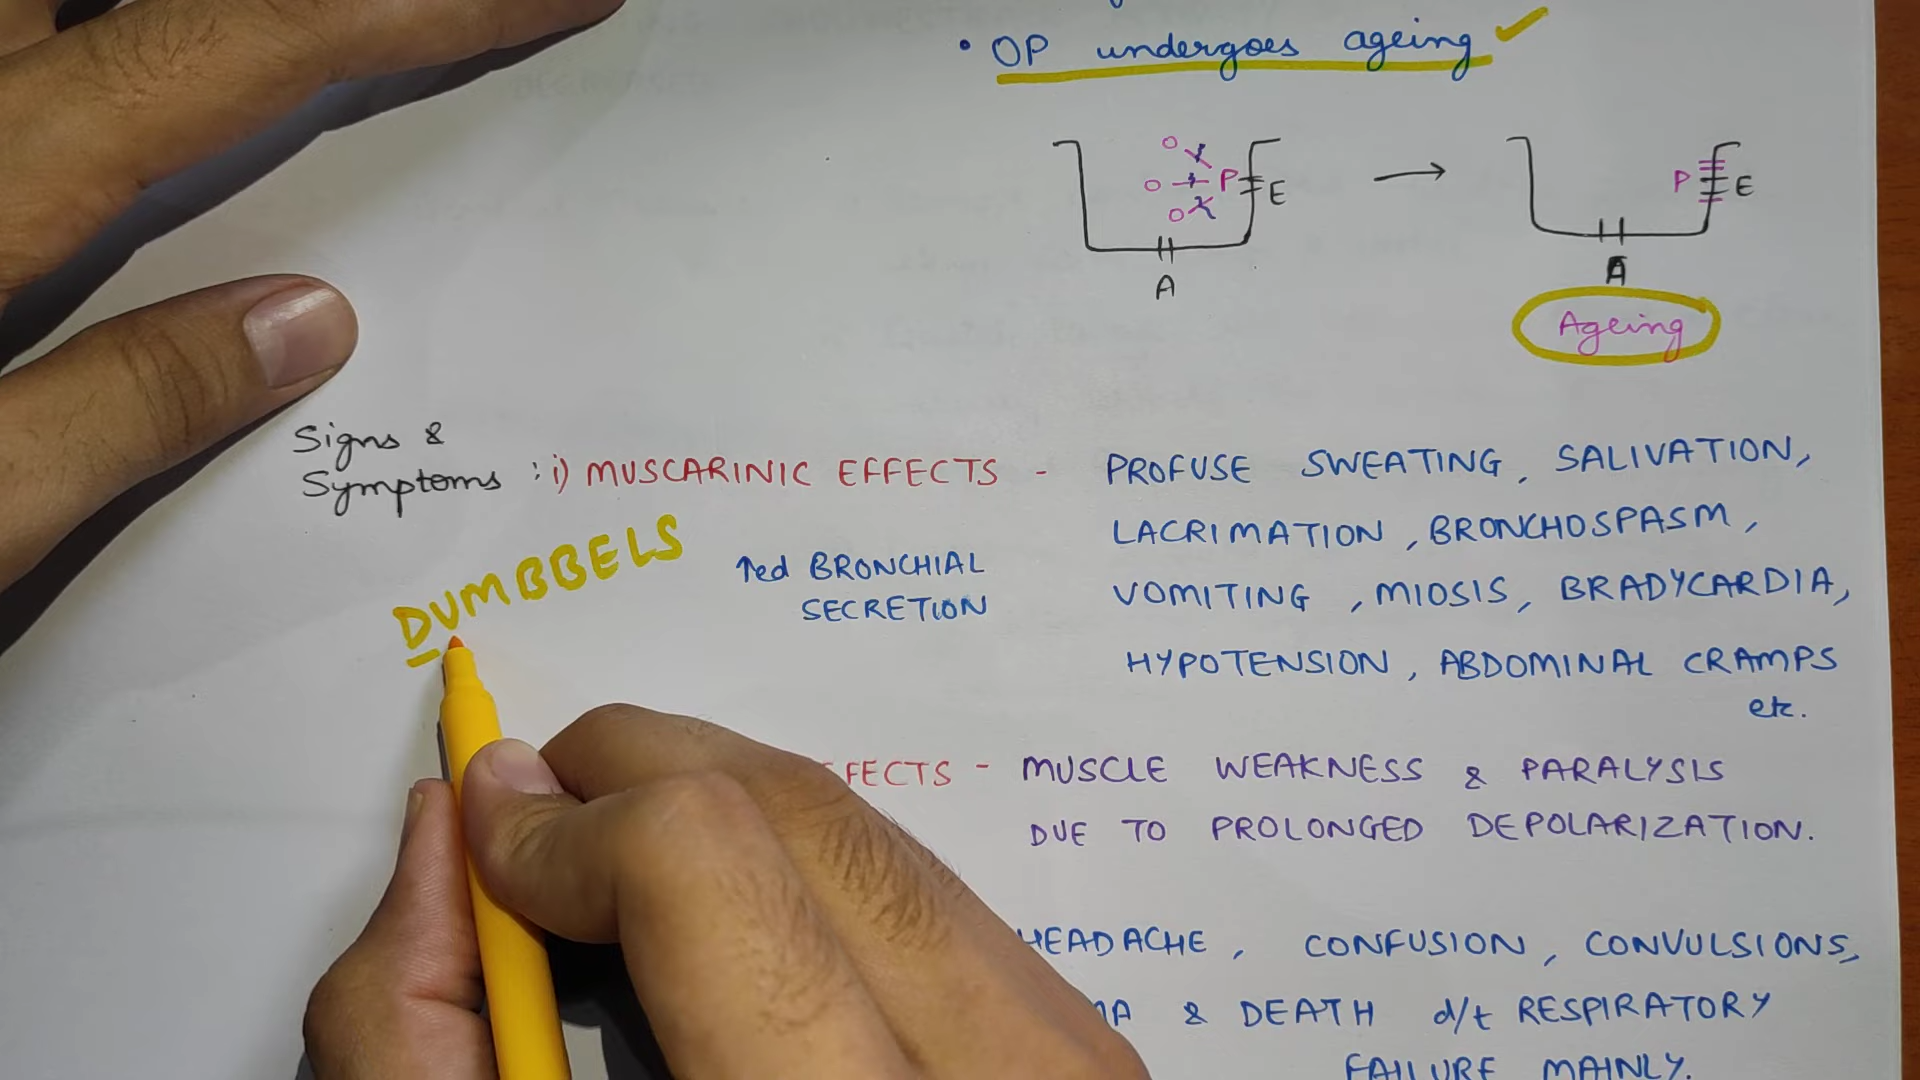 • OP undergoes ageing ✓
O
O P E
O
A
→
P E
A
Ageing
Signs &
Symptoms : i) MUSCARINIC EFFECTS - PROFUSE SWEATING, SALIVATION,
LACRIMATION, BRONCHOSPASM,
VOMITING, MIOSIS, BRADYCARDIA,
HYPOTENSION, ABDOMINAL CRAMPS
etc.
DUMBBELS
↑ed BRONCHIAL
SECRETION
FECTS - MUSCLE WEAKNESS & PARALYSIS
DUE TO PROLONGED DEPOLARIZATION.
HEADACHE, CONFUSION, CONVULSIONS,
& DEATH d/t RESPIRATORY
FAILURE MAINLY.